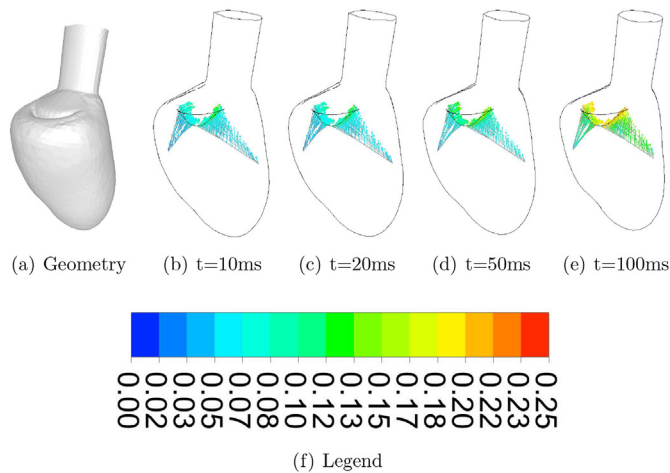 (a) Geometry
(b) t=10ms
(c) t=20ms
(d) t=50ms
(e) t=100ms
0.00
0.02
0.03
0.05
0.07
0.08
0.10
0.12
0.13
0.15
0.17
0.18
0.20
0.22
0.23
0.25
(f) Legend